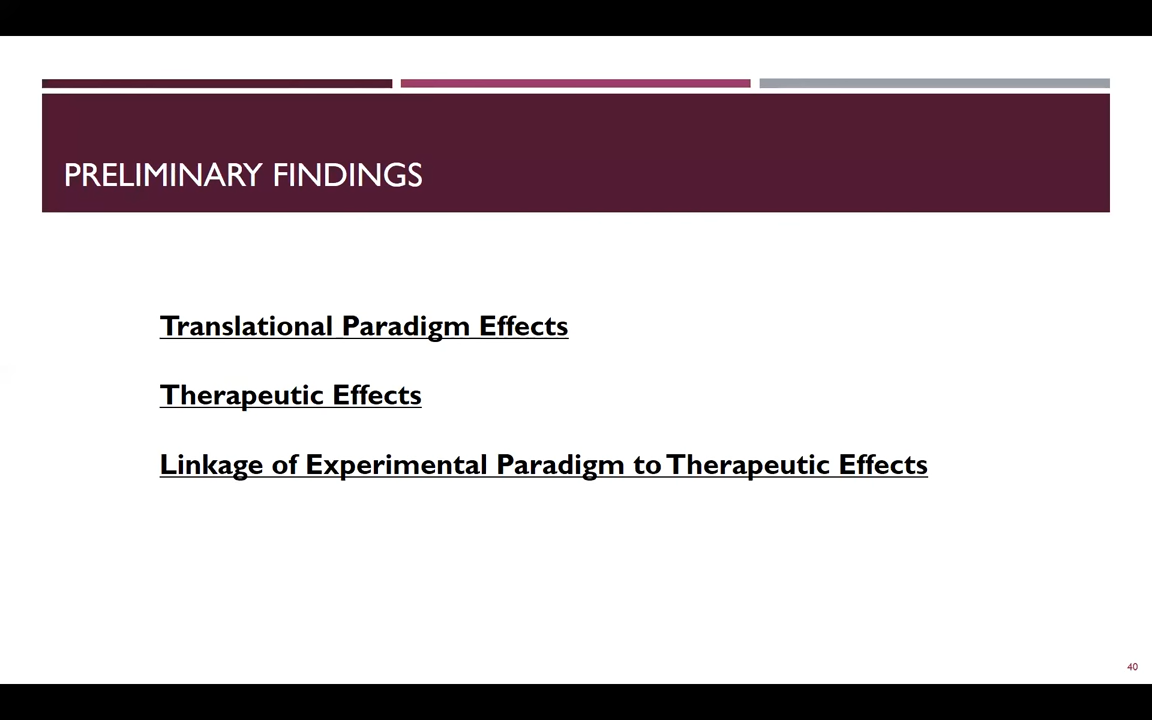 PRELIMINARY FINDINGS
Translational Paradigm Effects
Therapeutic Effects
Linkage of Experimental Paradigm to Therapeutic Effects
40